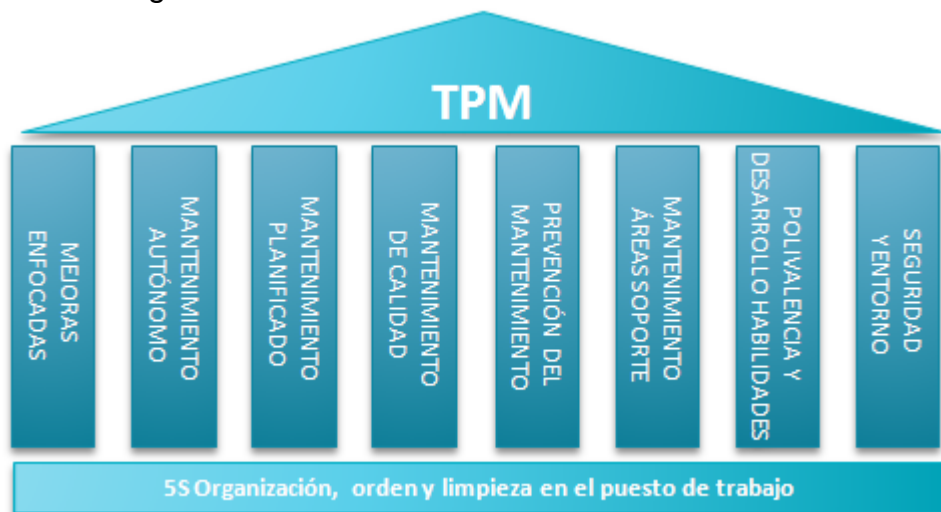 TPM
MEJORAS
ENFOCADAS
MANTENIMIENTO
AUTÓNOMO
MANTENIMIENTO
PLANIFICADO
MANTENIMIENTO
DE CALIDAD
PREVENCIÓN DEL
MANTENIMIENTO
MANTENIMIENTO
ÁREAS SOPORTE
POLIVALENCIA Y
DESARROLLO HABILIDADES
SEGURIDAD
Y ENTORNO
5S Organización, orden y limpieza en el puesto de trabajo